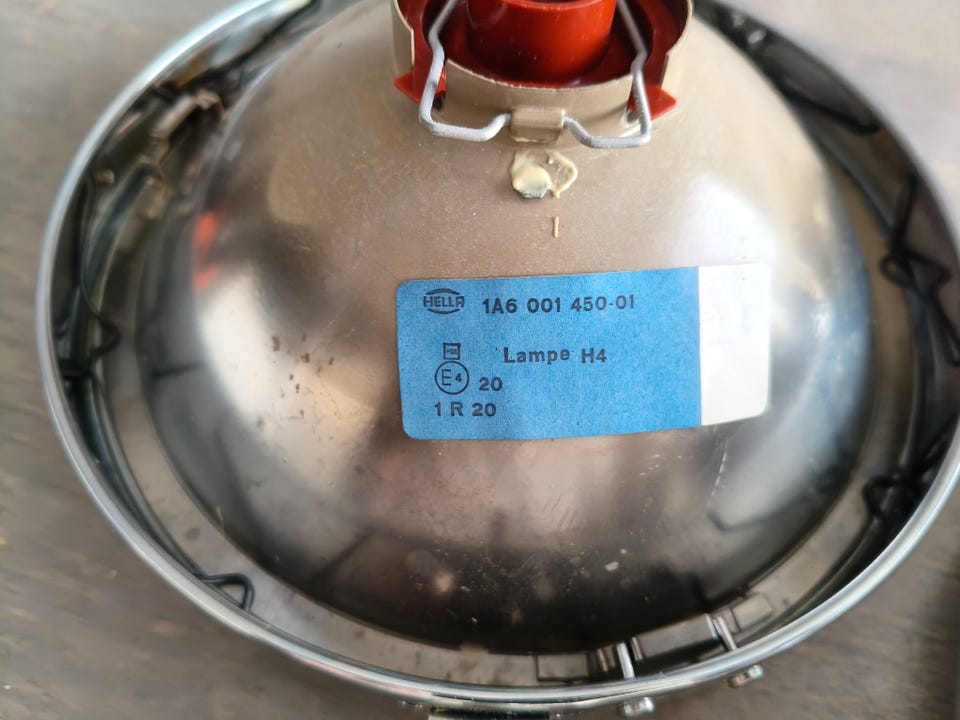 HELLA 1A6 001 450-01
Lampe H4
E4 20
1 R 20